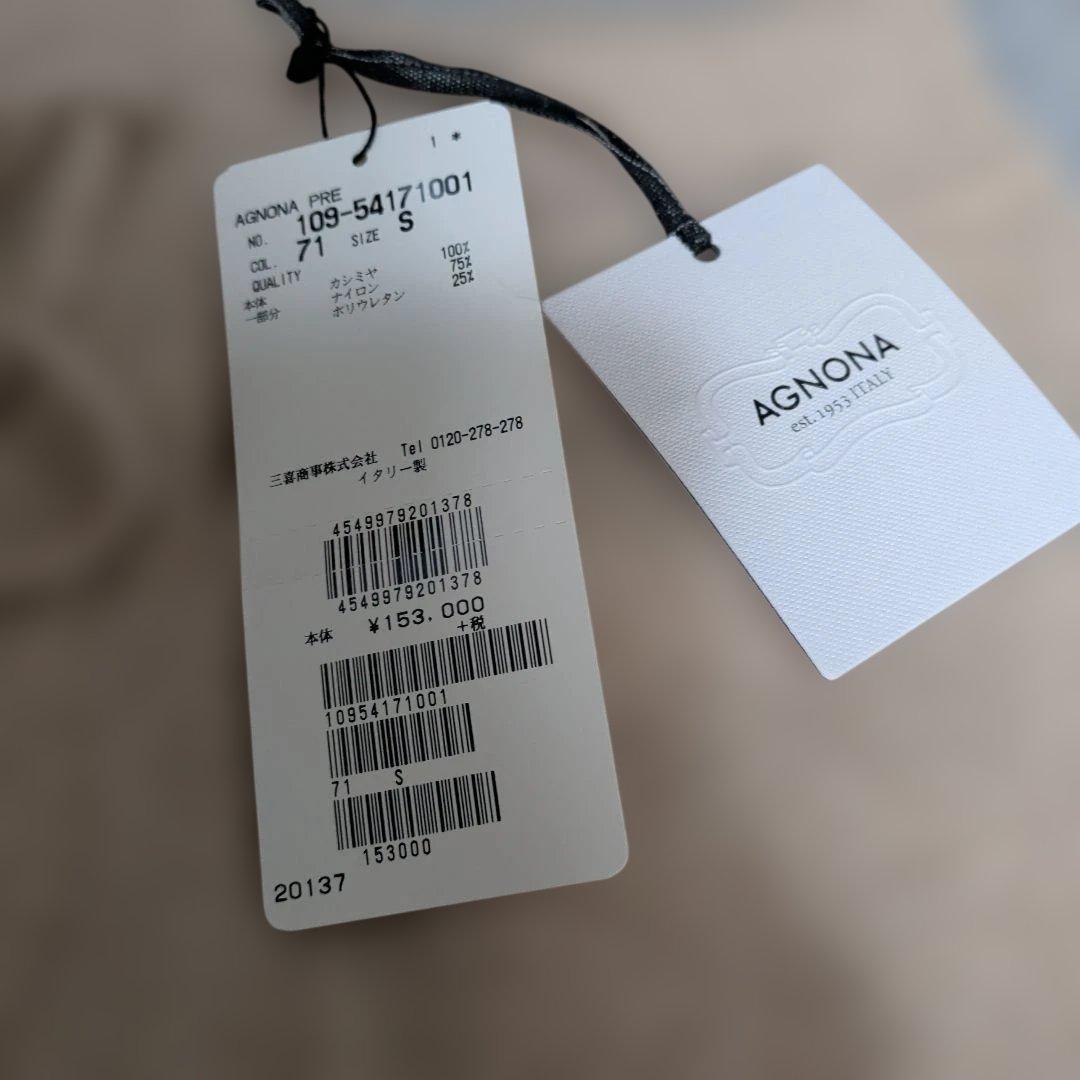 1 *
AGNONA PRE
NO. 109-54171001
COL. 71 SIZE S
QUALITY
本体 カシミヤ 100%
一部分 ナイロン 75%
ポリウレタン 25%
三喜商事株式会社 Tel 0120-278-278
イタリー製
4549979201378
4549979201378
本体 ¥153,000
+税
10954171001
71 S
153000
20137
AGNONA
est. 1953 ITALY